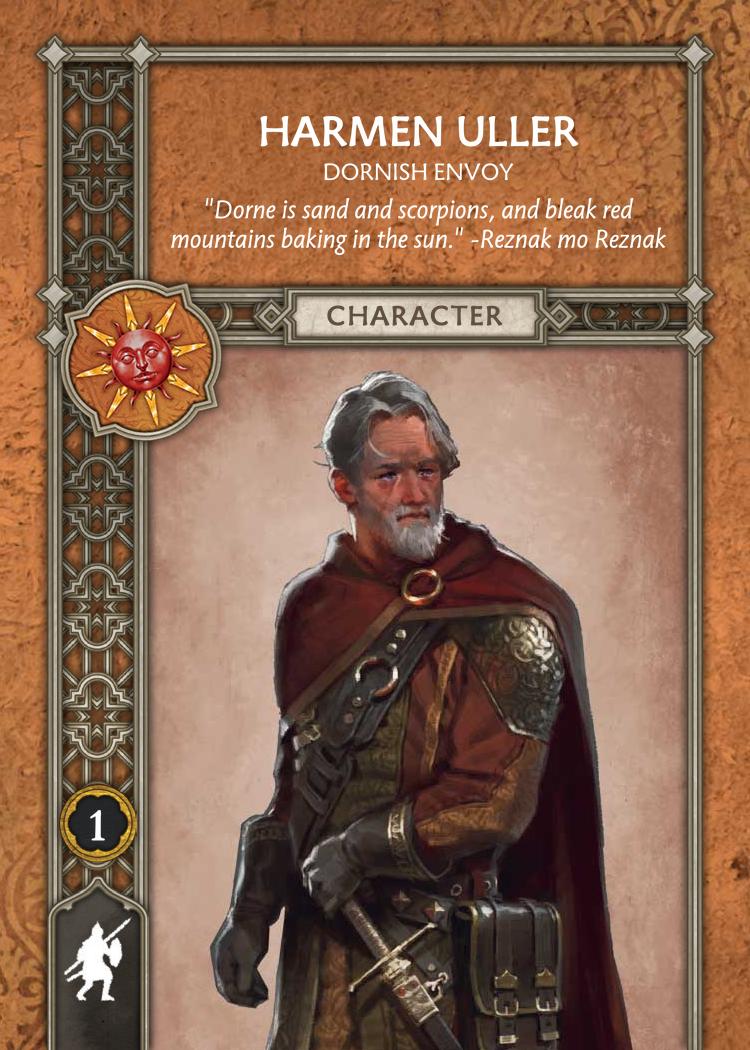 HARMEN ULLER
DORNISH ENVOY
"Dorne is sand and scorpions, and bleak red
mountains baking in the sun." -Reznak mo Reznak
CHARACTER
1